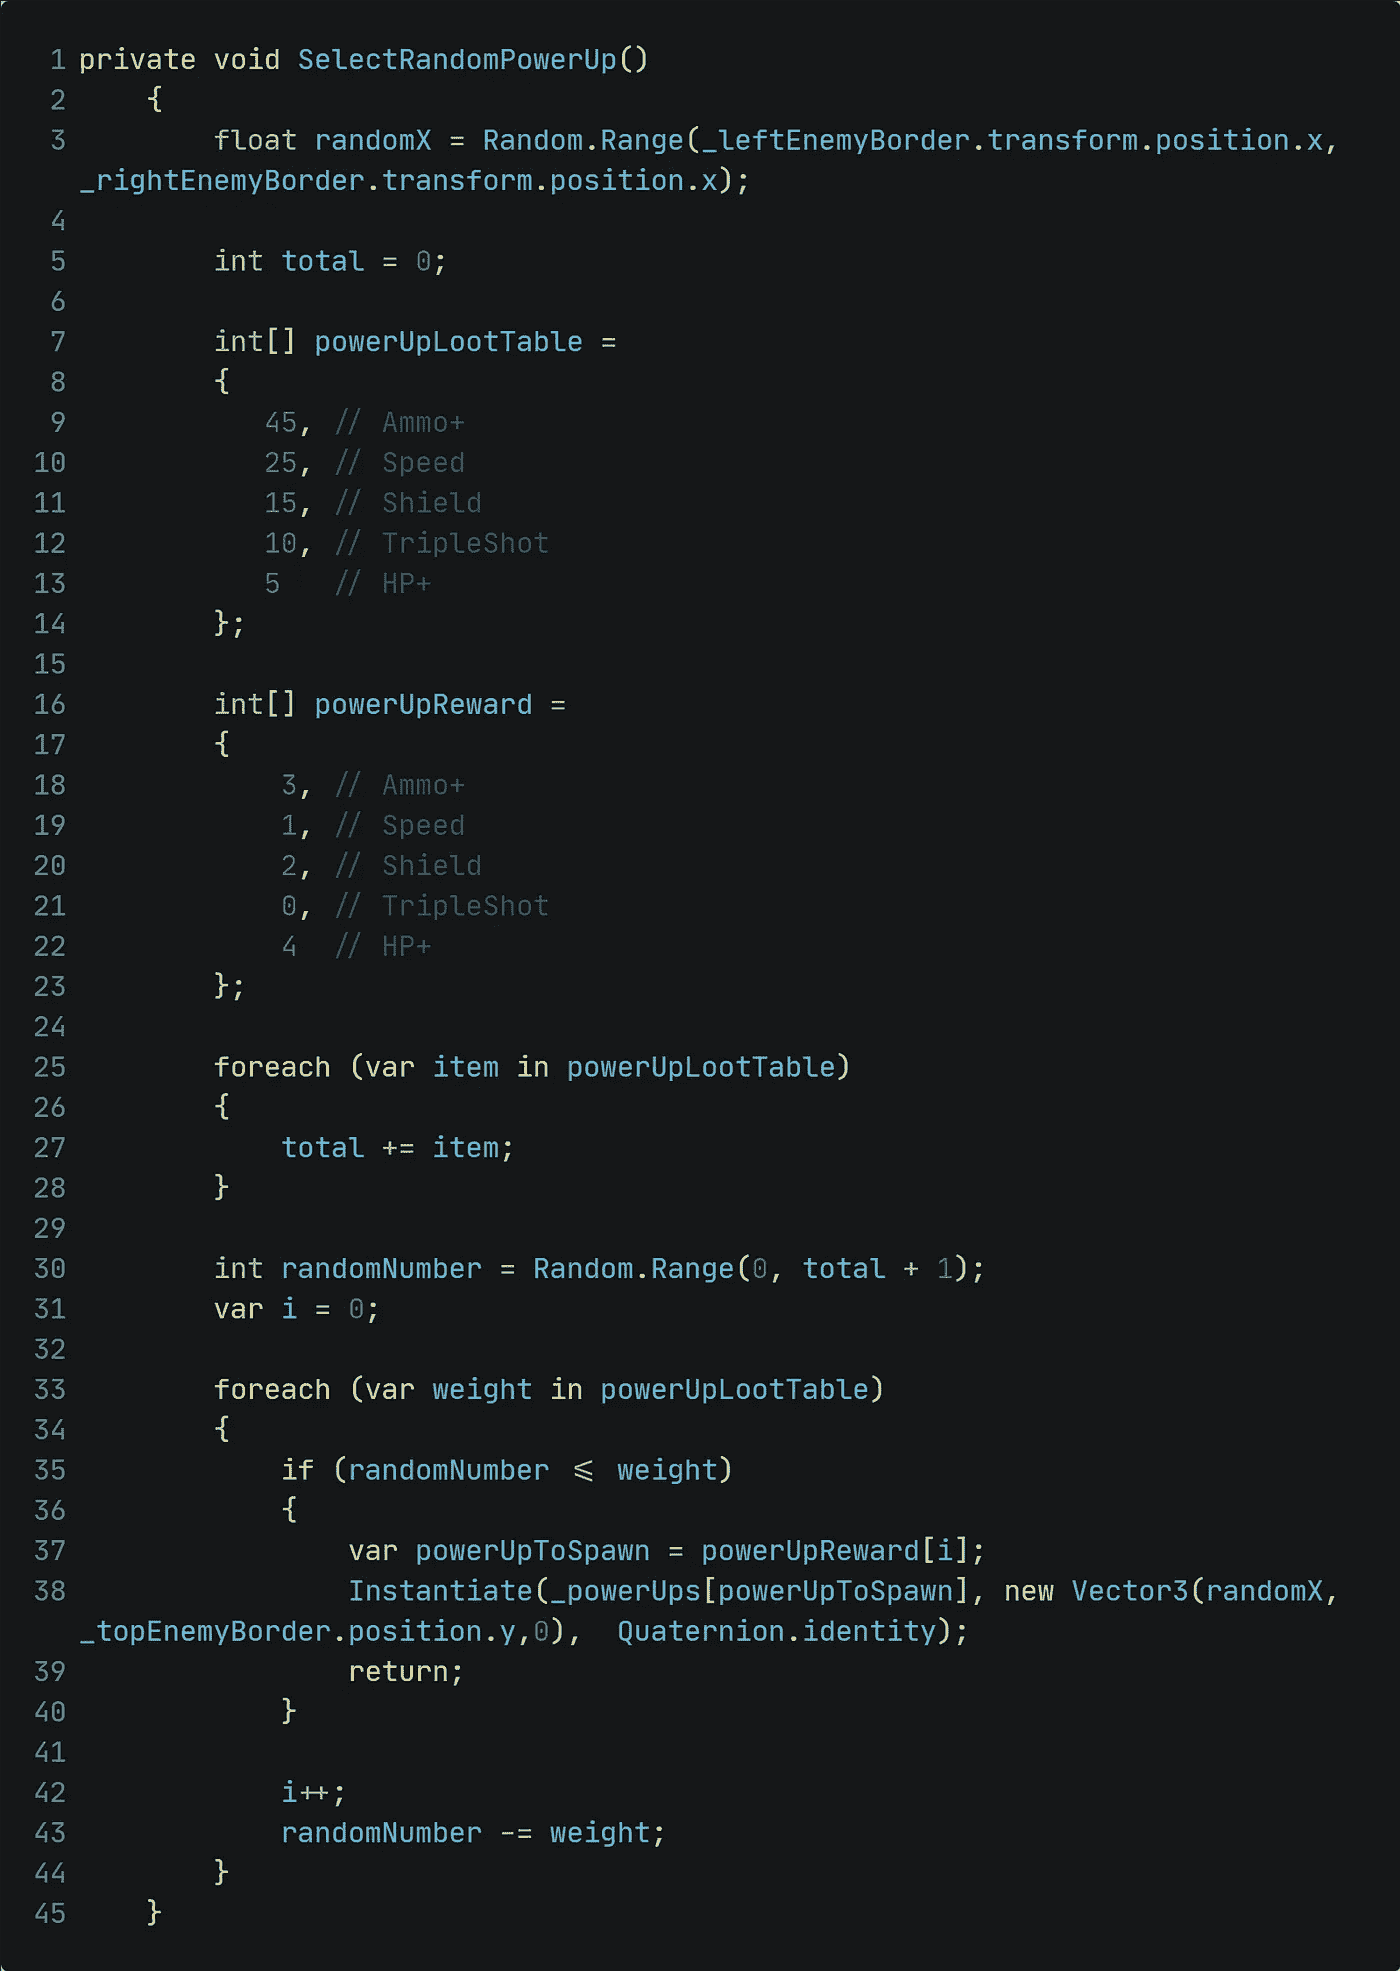 1 private void SelectRandomPowerUp()
2     {
3         float randomX = Random.Range(_leftEnemyBorder.transform.position.x,
_rightEnemyBorder.transform.position.x);
4
5         int total = 0;
6
7         int[] powerUpLootTable =
8         {
9            45, // Ammo+
10            25, // Speed
11            15, // Shield
12            10, // TripleShot
13            5   // HP+
14         };
15
16         int[] powerUpReward =
17         {
18             3, // Ammo+
19             1, // Speed
20             2, // Shield
21             0, // TripleShot
22             4  // HP+
23         };
24
25         foreach (var item in powerUpLootTable)
26         {
27             total += item;
28         }
29
30         int randomNumber = Random.Range(0, total + 1);
31         var i = 0;
32
33         foreach (var weight in powerUpLootTable)
34         {
35             if (randomNumber <= weight)
36             {
37                 var powerUpToSpawn = powerUpReward[i];
38                 Instantiate(_powerUps[powerUpToSpawn], new Vector3(randomX,
_topEnemyBorder.position.y,0),  Quaternion.identity);
39                 return;
40             }
41
42             i++;
43             randomNumber -= weight;
44         }
45     }